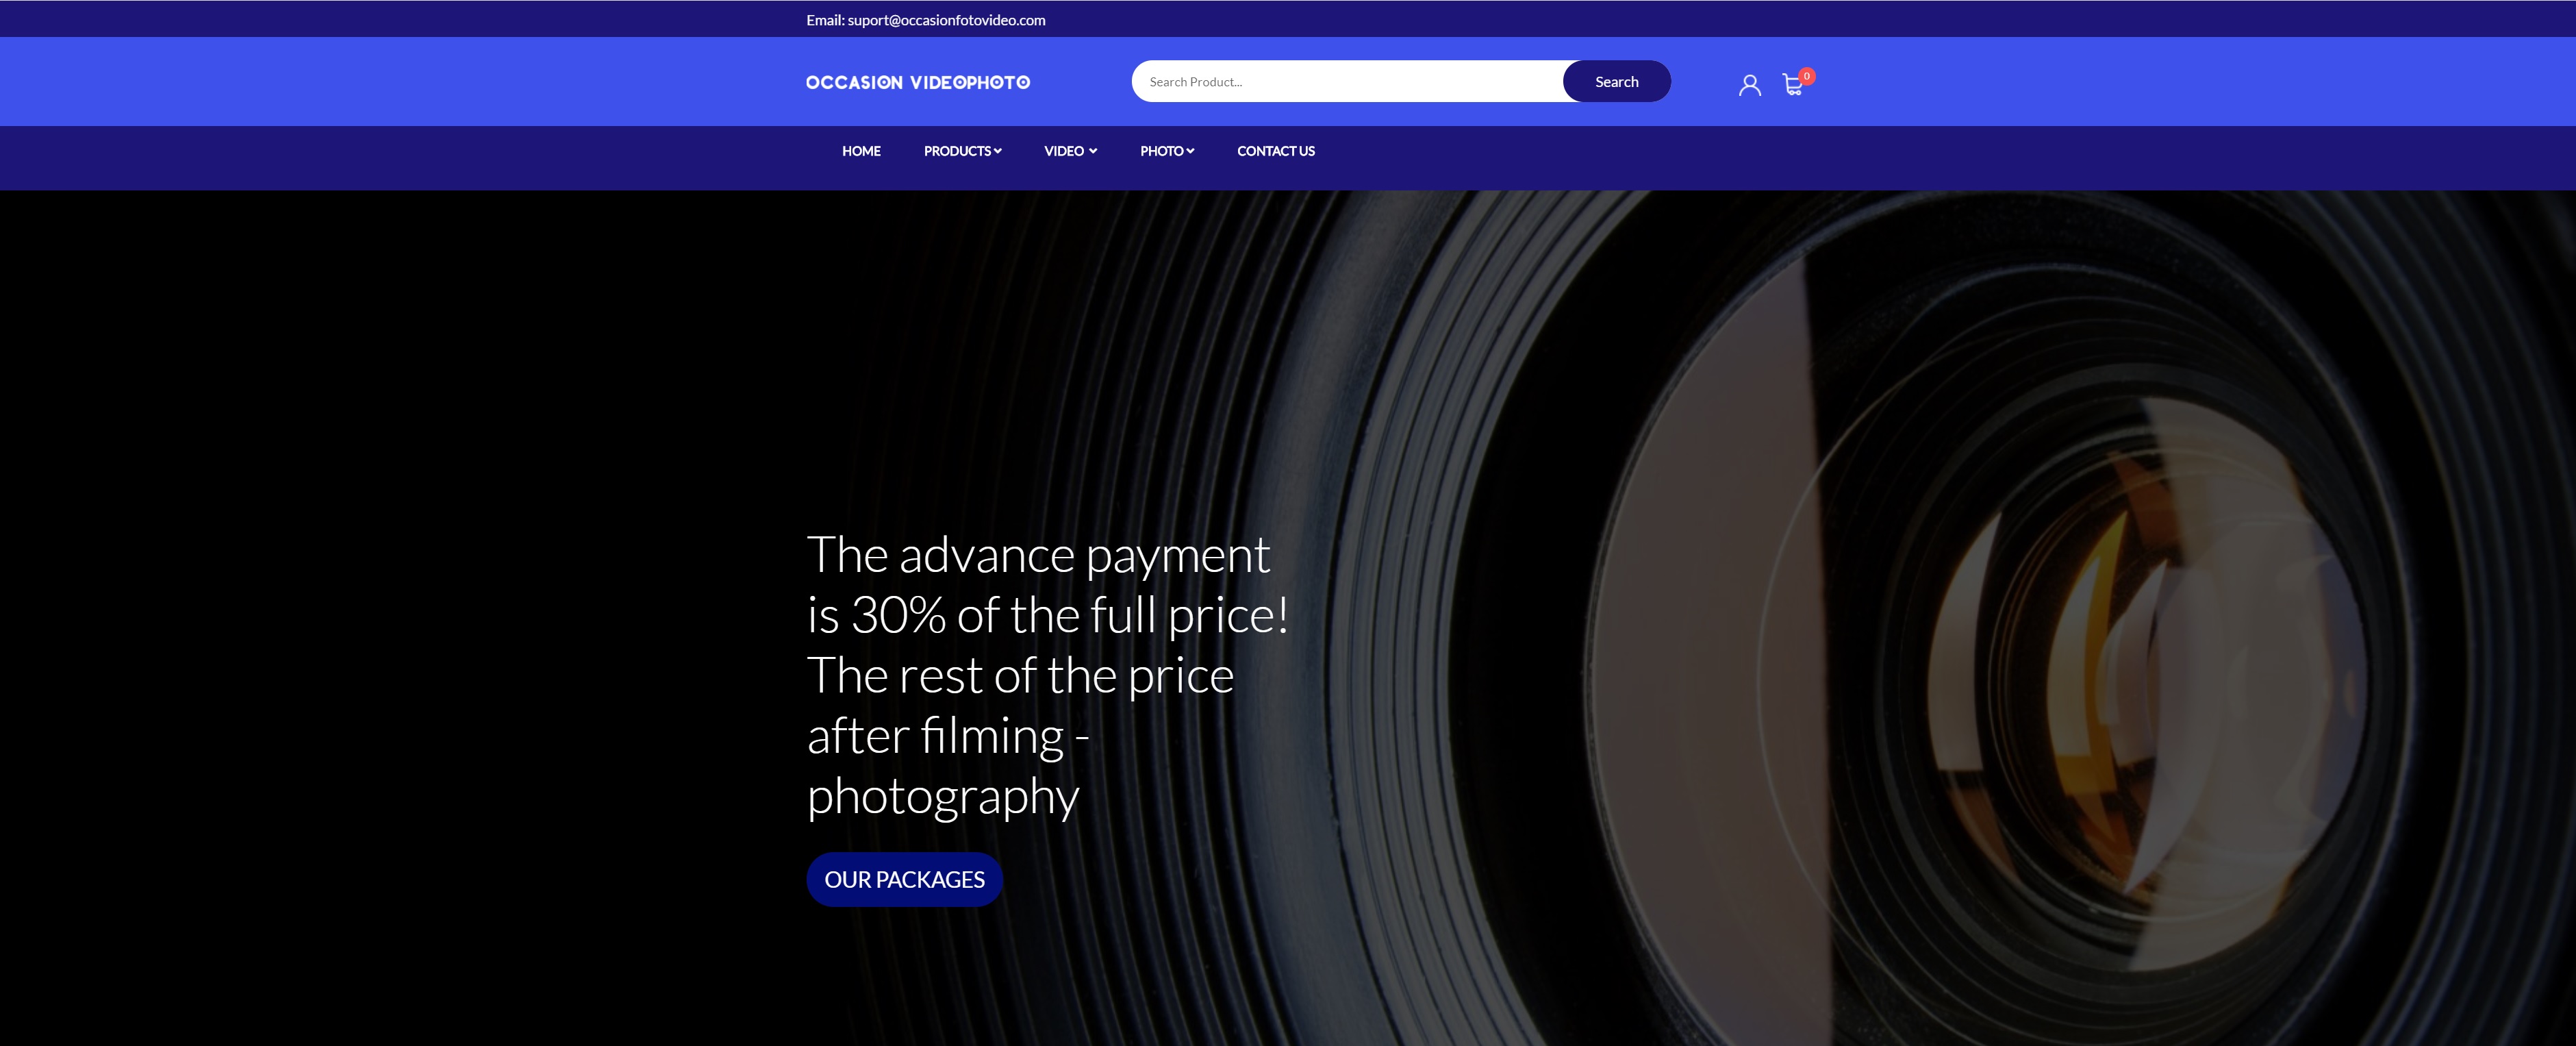 Email: suport@occasionfotovideo.com
OCCASION VIDEOPHOTO
Search Product...
Search
0
HOME
PRODUCTS
VIDEO
PHOTO
CONTACT US
The advance payment
is 30% of the full price!
The rest of the price
after filming -
photography
OUR PACKAGES